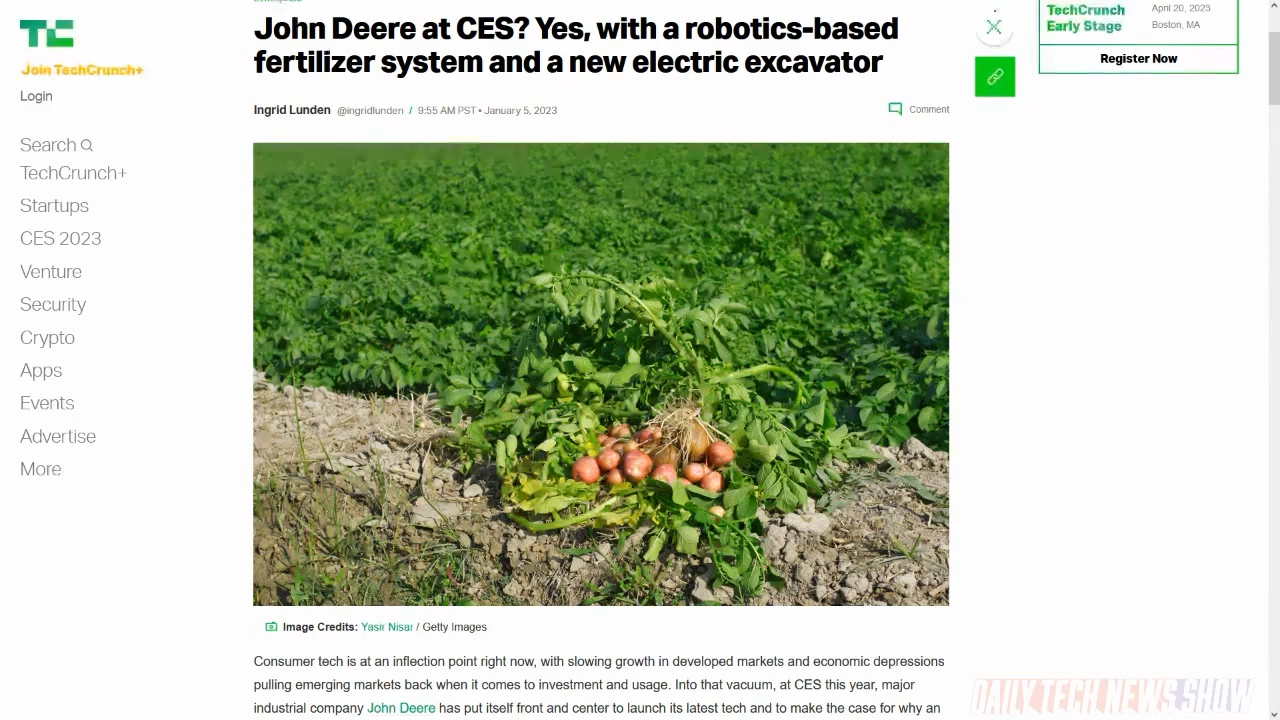 John Deere at CES? Yes, with a robotics-based
fertilizer system and a new electric excavator
Ingrid Lunden @ingridlunden / 9:55 AM PST • January 5, 2023
Comment
TC
Join TechCrunch+
Login
Search
TechCrunch+
Startups
CES 2023
Venture
Security
Crypto
Apps
Events
Advertise
More
TechCrunch
Early Stage
April 20, 2023
Boston, MA
Register Now
Image Credits: Yasir Nisar / Getty Images
Consumer tech is at an inflection point right now, with slowing growth in developed markets and economic depressions
pulling emerging markets back when it comes to investment and usage. Into that vacuum, at CES this year, major
industrial company John Deere has put itself front and center to launch its latest tech and to make the case for why an
DAILY TECH NEWS SHOW